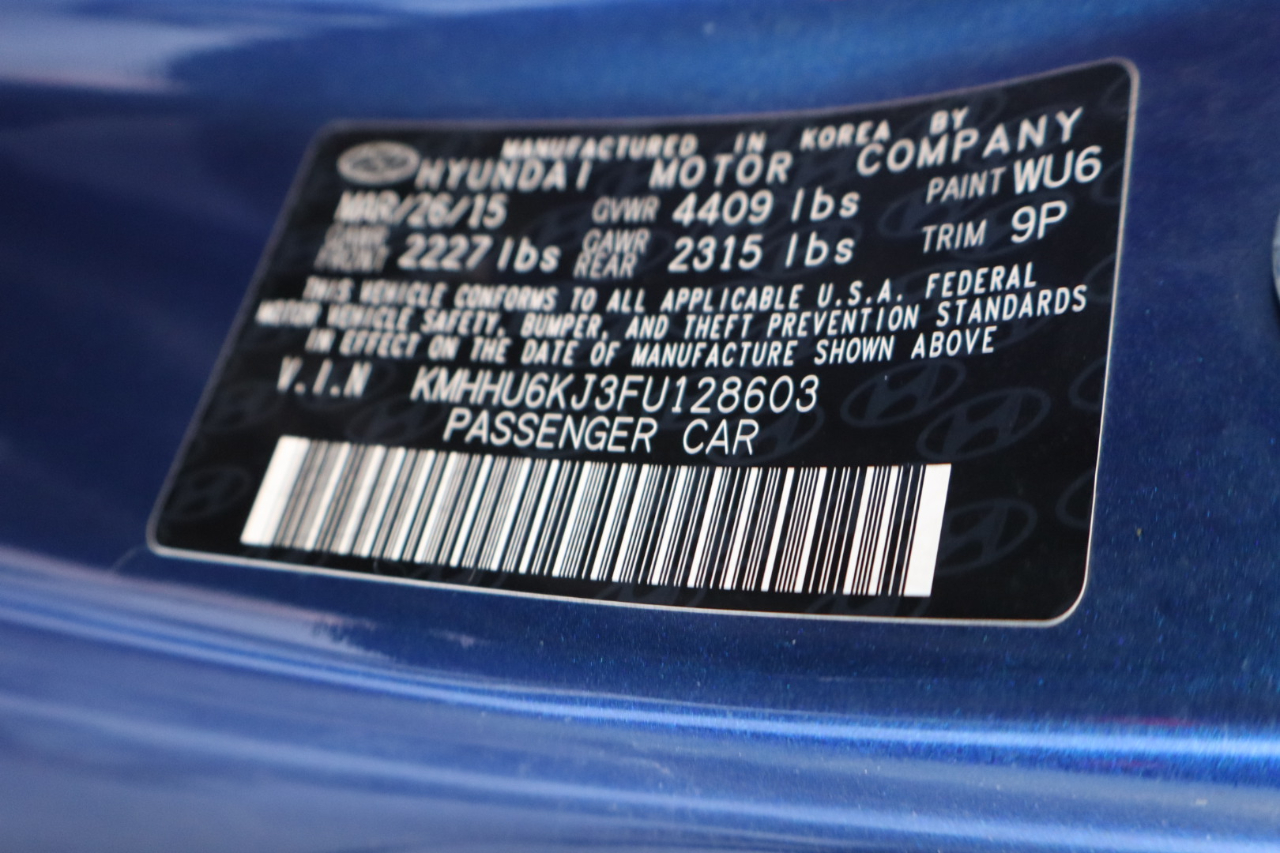 MANUFACTURED IN KOREA BY
HYUNDAI MOTOR COMPANY
MAR/26/15 GVWR 4409 lbs PAINT WU6
GAWR FRONT 2227 lbs GAWR REAR 2315 lbs TRIM 9P
THIS VEHICLE CONFORMS TO ALL APPLICABLE U.S.A. FEDERAL
MOTOR VEHICLE SAFETY, BUMPER, AND THEFT PREVENTION STANDARDS
IN EFFECT ON THE DATE OF MANUFACTURE SHOWN ABOVE
V.I.N KMHHU6KJ3FU128603
PASSENGER CAR